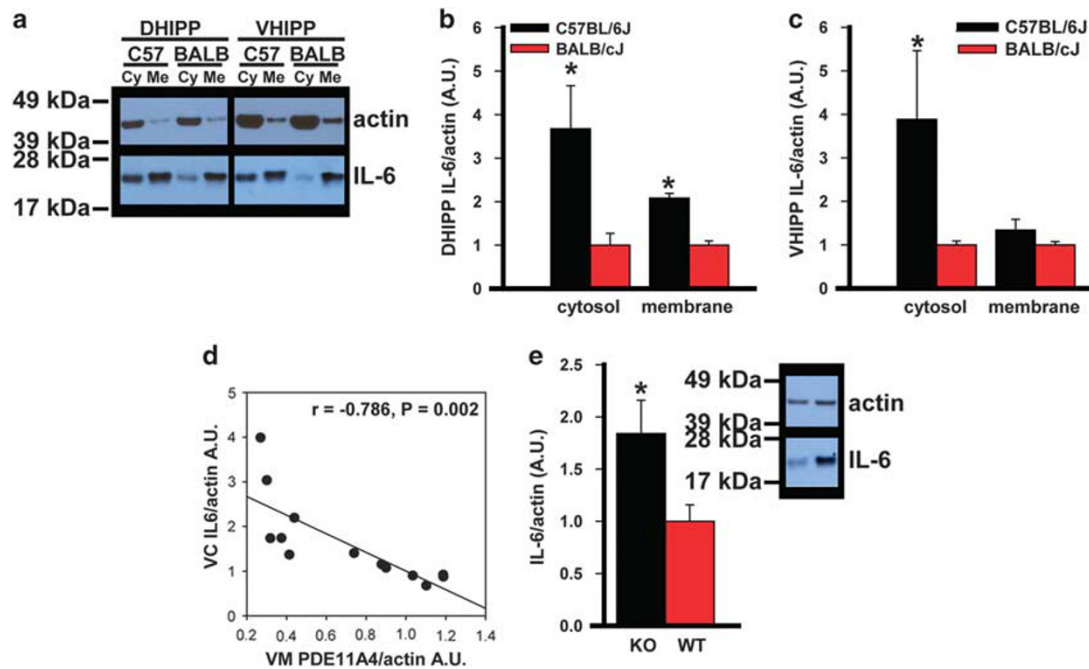 a
DHIPP VHIPP
C57 BALB C57 BALB
Cy Me Cy Me Cy Me Cy Me
49 kDa
actin
39 kDa
28 kDa
IL-6
17 kDa
b
C57BL/6J
BALB/cJ
DHIPP IL-6/actin (A.U.)
6
5
4
3
2
1
0
*
*
cytosol membrane
c
C57BL/6J
BALB/cJ
VHIPP IL-6/actin (A.U.)
6
5
4
3
2
1
0
*
cytosol membrane
d
r = -0.786, P = 0.002
VC IL6/actin A.U.
5
4
3
2
1
0
0.2 0.4 0.6 0.8 1.0 1.2 1.4
VM PDE11A4/actin A.U.
e
IL-6/actin (A.U.)
2.5
2.0
1.5
1.0
0.5
0.0
*
KO WT
49 kDa
actin
39 kDa
28 kDa
IL-6
17 kDa